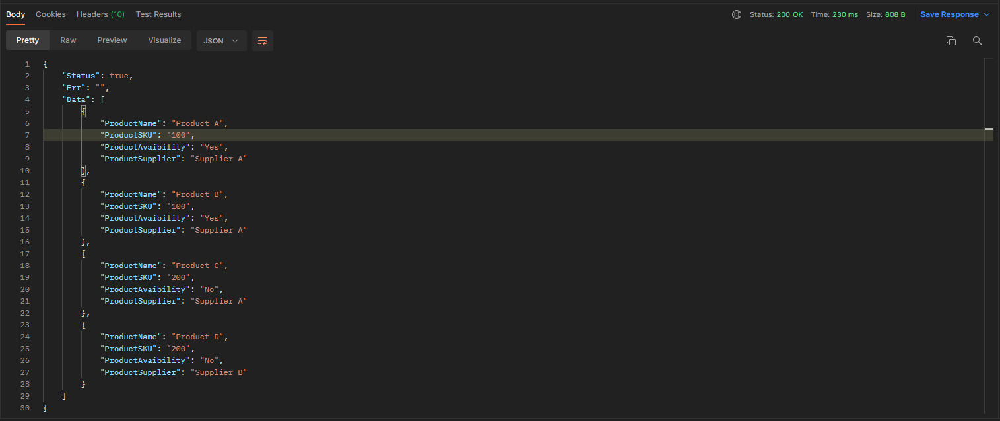 Body Cookies Headers (10) Test Results Status: 200 OK Time: 230 ms Size: 808 B Save Response
Pretty Raw Preview Visualize JSON
1 {
2 "Status": true,
3 "Err": "",
4 "Data": [
5 {
6 "ProductName": "Product A",
7 "ProductSKU": "100",
8 "ProductAvaibility": "Yes",
9 "ProductSupplier": "Supplier A"
10 },
11 {
12 "ProductName": "Product B",
13 "ProductSKU": "100",
14 "ProductAvaibility": "Yes",
15 "ProductSupplier": "Supplier A"
16 },
17 {
18 "ProductName": "Product C",
19 "ProductSKU": "200",
20 "ProductAvaibility": "No",
21 "ProductSupplier": "Supplier A"
22 },
23 {
24 "ProductName": "Product D",
25 "ProductSKU": "200",
26 "ProductAvaibility": "No",
27 "ProductSupplier": "Supplier B"
28 }
29 ]
30 }